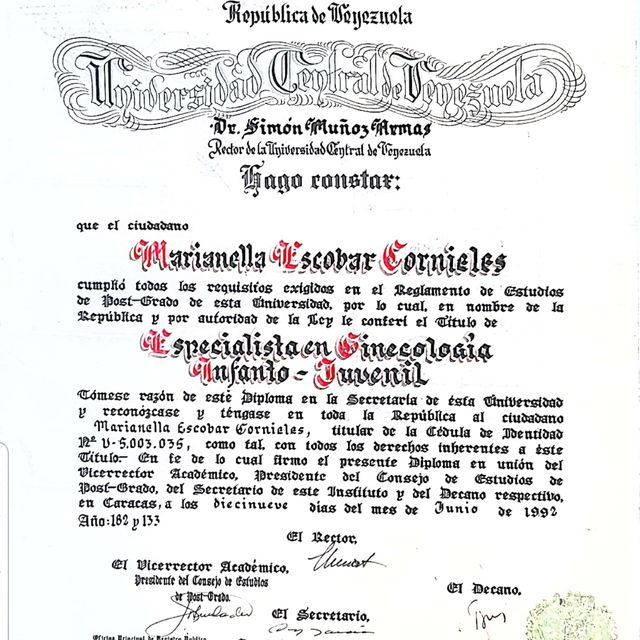 República de Venezuela
Universidad Central de Venezuela
Dr. Simón Muñoz Armas
Rector de la Universidad Central de Venezuela
Hago constar:
que el ciudadano
Marianella Escobar Cornieles
cumplió todos los requisitos exigidos en el Reglamento de Estudios
de Post-Grado de esta Universidad, por lo cual, en nombre de la
República y por autoridad de la Ley le conferí el Título de
Especialista en Ginecología
Infanto - Juvenil
Tómese razón de este Diploma en la Secretaría de ésta Universidad
y reconózcase y téngase en toda la República al ciudadano
Marianella Escobar Cornieles, titular de la Cédula de Identidad
Nº V-5.003.035, como tal, con todos los derechos inherentes a éste
Título.- En fe de lo cual firmo el presente Diploma en unión del
Vicerrector Académico, Presidente del Consejo de Estudios de
Post-Grado, del Secretario de este Instituto y del Decano respectivo,
en Caracas, a los diecinueve días del mes de Junio de 1992
Año: 182 y 133
El Rector,
El Vicerrector Académico,
Presidente del Consejo de Estudios
de Post-Grado.
El Decano,
El Secretario,
Oficina Principal de Registro Público